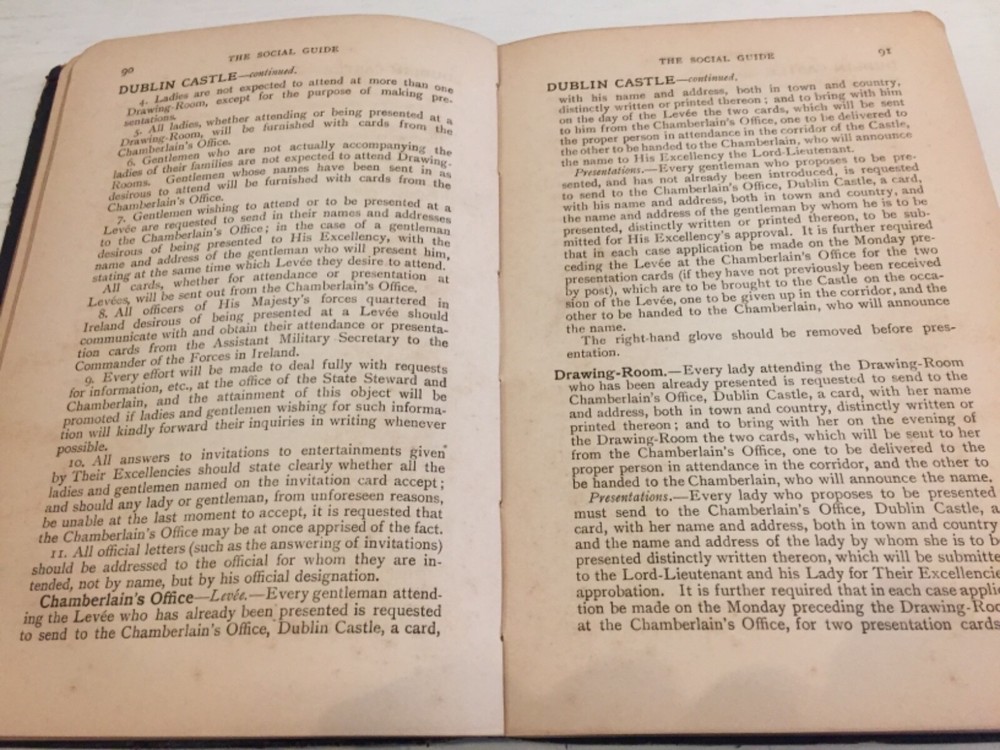 90
THE SOCIAL GUIDE
DUBLIN CASTLE—continued.
4. Ladies are not expected to attend at more than one
Drawing-Room, except for the purpose of making pre-
sentations.
5. All ladies, whether attending or being presented at a
Drawing-Room, will be furnished with cards from the
Chamberlain's Office.
6. Gentlemen who are not actually accompanying the
ladies of their families are not expected to attend Drawing-
Rooms. Gentlemen whose names have been sent in as
desirous to attend will be furnished with cards from the
Chamberlain's Office.
7. Gentlemen wishing to attend or to be presented at a
Levée are requested to send in their names and addresses
to the Chamberlain's Office; in the case of a gentleman
desirous of being presented to His Excellency, with the
name and address of the gentleman who will present him,
stating at the same time which Levée they desire to attend.
All cards, whether for attendance or presentation at
Levées, will be sent out from the Chamberlain's Office.
8. All officers of His Majesty's forces quartered in
Ireland desirous of being presented at a Levée should
communicate with and obtain their attendance or presenta-
tion cards from the Assistant Military Secretary to the
Commander of the Forces in Ireland.
9. Every effort will be made to deal fully with requests
for information, etc., at the office of the State Steward and
Chamberlain, and the attainment of this object will be
promoted if ladies and gentlemen wishing for such informa-
tion will kindly forward their inquiries in writing whenever
possible.
10. All answers to invitations to entertainments given
by Their Excellencies should state clearly whether all the
ladies and gentlemen named on the invitation card accept;
and should any lady or gentleman, from unforeseen reasons,
be unable at the last moment to accept, it is requested that
the Chamberlain's Office may be at once apprised of the fact.
11. All official letters (such as the answering of invitations)
should be addressed to the official for whom they are in-
tended, not by name, but by his official designation.
Chamberlain's Office—Levée.—Every gentleman attend-
ing the Levée who has already been presented is requested
to send to the Chamberlain's Office, Dublin Castle, a card,
THE SOCIAL GUIDE
91
DUBLIN CASTLE—continued.
with his name and address, both in town and country,
distinctly written or printed thereon; and to bring with him
on the day of the Levée the two cards, which will be sent
to him from the Chamberlain's Office, one to be delivered to
the proper person in attendance in the corridor of the Castle,
the other to be handed to the Chamberlain, who will announce
the name to His Excellency the Lord-Lieutenant.
Presentations.—Every gentleman who proposes to be pre-
sented, and has not already been introduced, is requested
to send to the Chamberlain's Office, Dublin Castle, a card,
with his name and address, both in town and country, and
the name and address of the gentleman by whom he is to be
presented, distinctly written or printed thereon, to be sub-
mitted for His Excellency's approval. It is further required
that in each case application be made on the Monday pre-
ceding the Levée at the Chamberlain's Office for the two
presentation cards (if they have not previously been received
by post), which are to be brought to the Castle on the occa-
sion of the Levée, one to be given up in the corridor, and the
other to be handed to the Chamberlain, who will announce
the name.
The right-hand glove should be removed before pres-
entation.
Drawing-Room.—Every lady attending the Drawing-Room
who has been already presented is requested to send to the
Chamberlain's Office, Dublin Castle, a card, with her name
and address, both in town and country, distinctly written or
printed thereon; and to bring with her on the evening of
the Drawing-Room the two cards, which will be sent to her
from the Chamberlain's Office, one to be delivered to the
proper person in attendance in the corridor, and the other to
be handed to the Chamberlain, who will announce the name.
Presentations.—Every lady who proposes to be presented
must send to the Chamberlain's Office, Dublin Castle, a
card, with her name and address, both in town and country
and the name and address of the lady by whom she is to b
presented distinctly written thereon, which will be submitte
to the Lord-Lieutenant and his Lady for Their Excellencie
approbation. It is further required that in each case applic
tion be made on the Monday preceding the Drawing-Roo
at the Chamberlain's Office, for two presentation cards